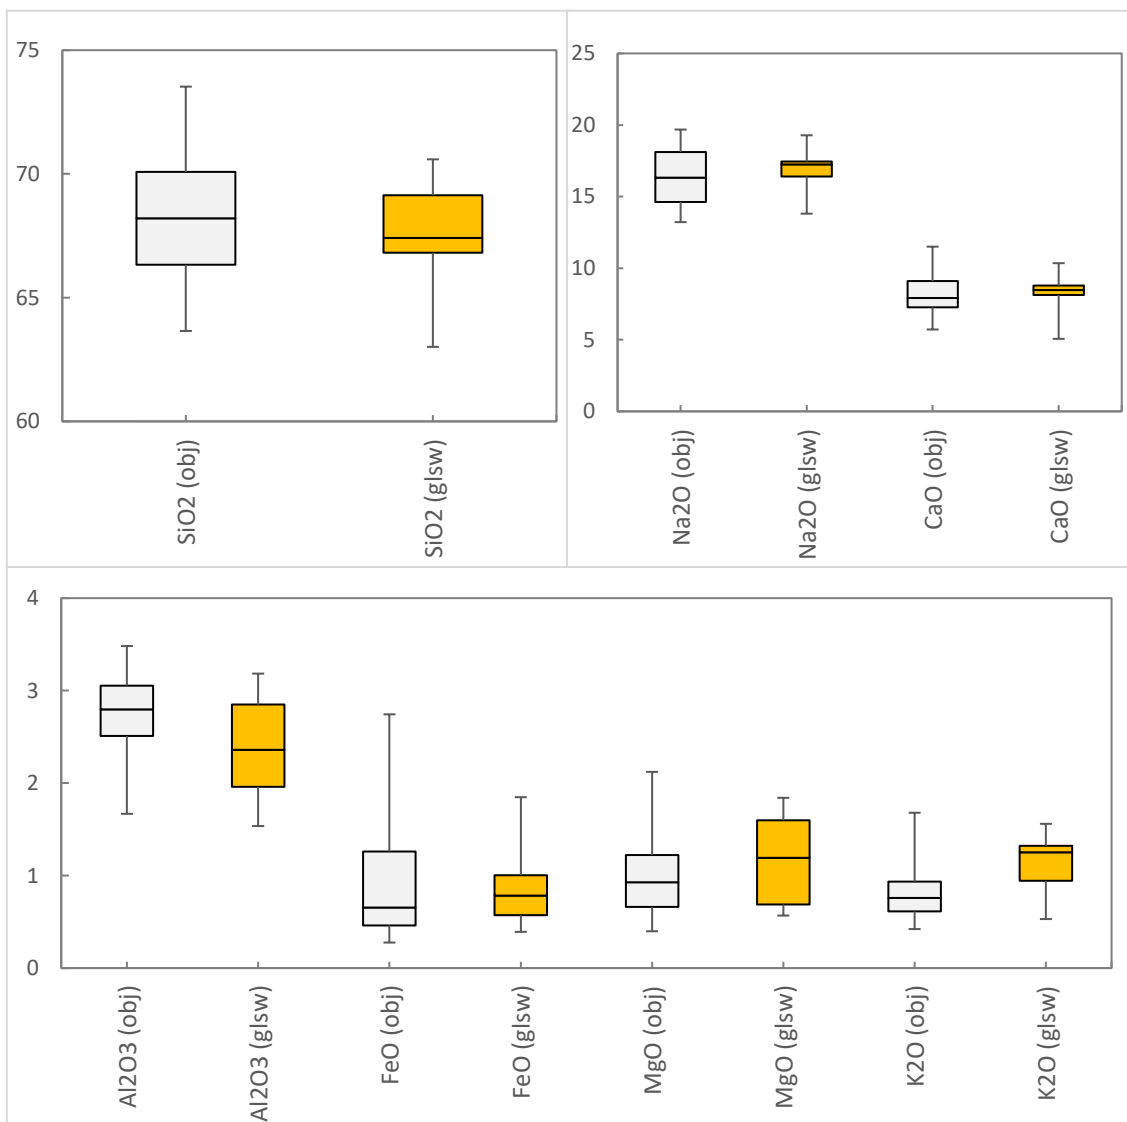 75
70
65
60
SiO2 (obj)
SiO2 (glsw)
25
20
15
10
5
0
Na2O (obj)
Na2O (glsw)
CaO (obj)
CaO (glsw)
4
3
2
1
0
Al2O3 (obj)
Al2O3 (glsw)
FeO (obj)
FeO (glsw)
MgO (obj)
MgO (glsw)
K2O (obj)
K2O (glsw)